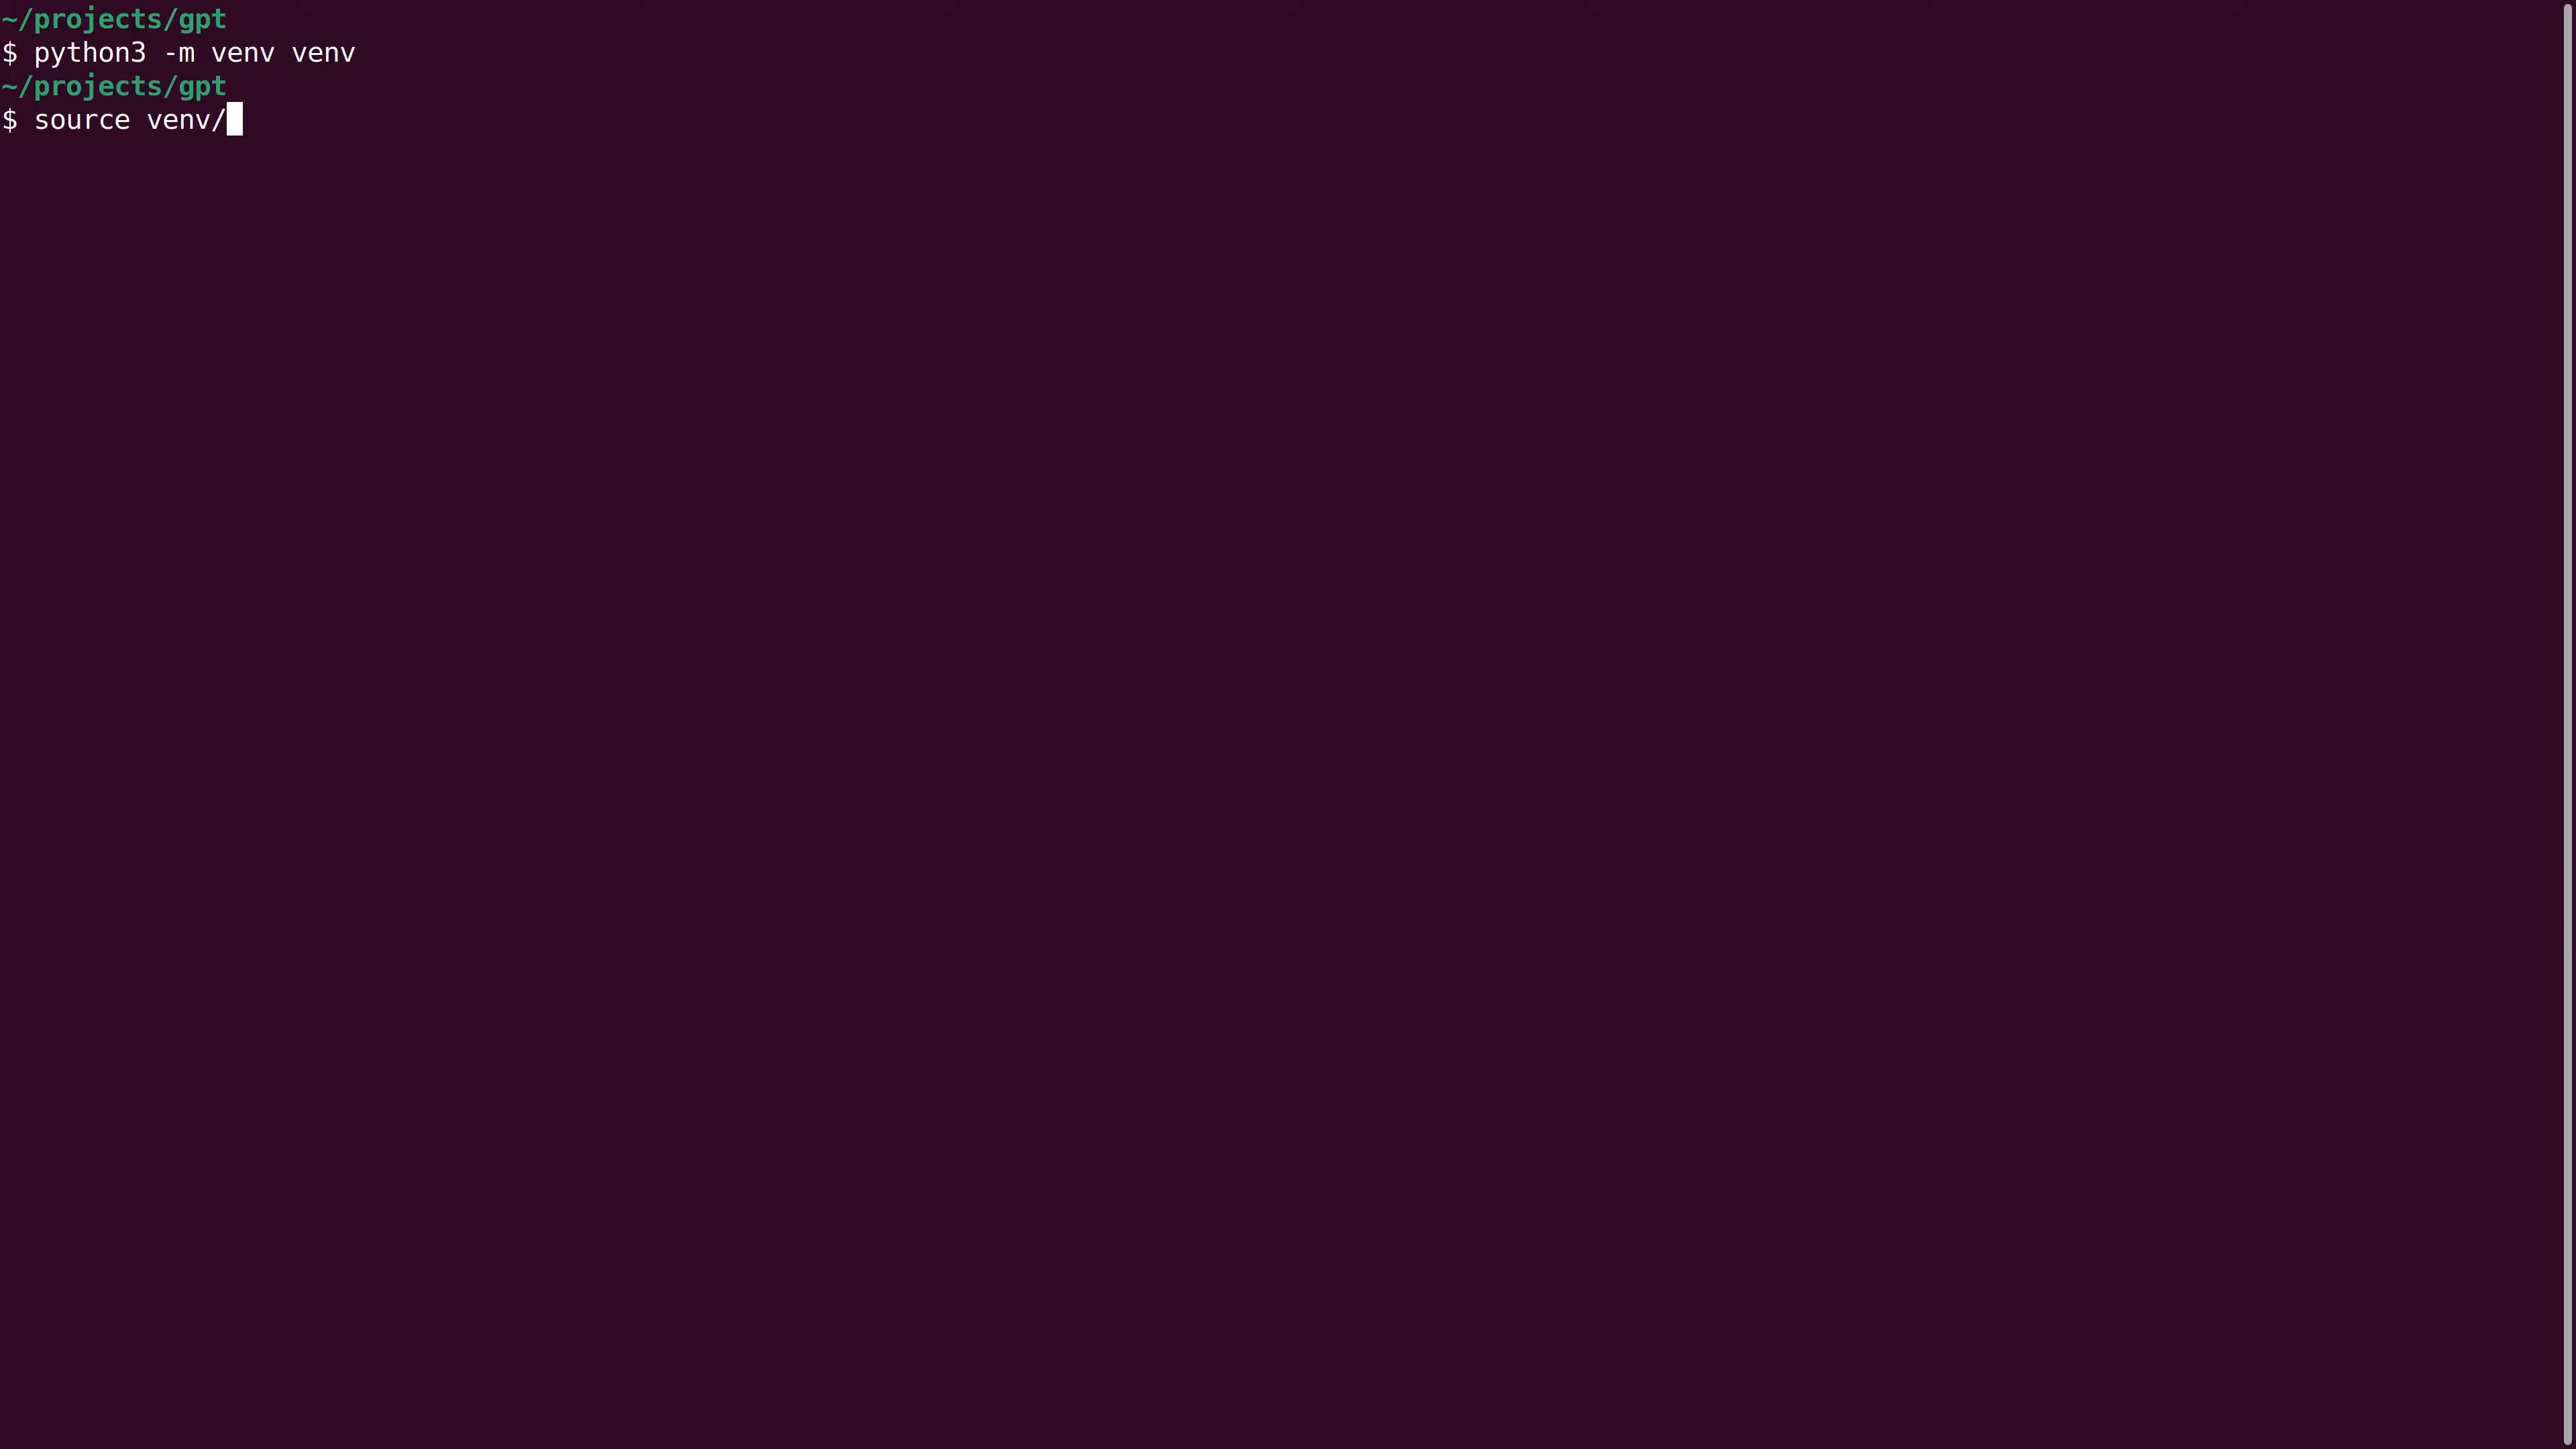 ~/projects/gpt
$ python3 -m venv venv
~/projects/gpt
$ source venv/